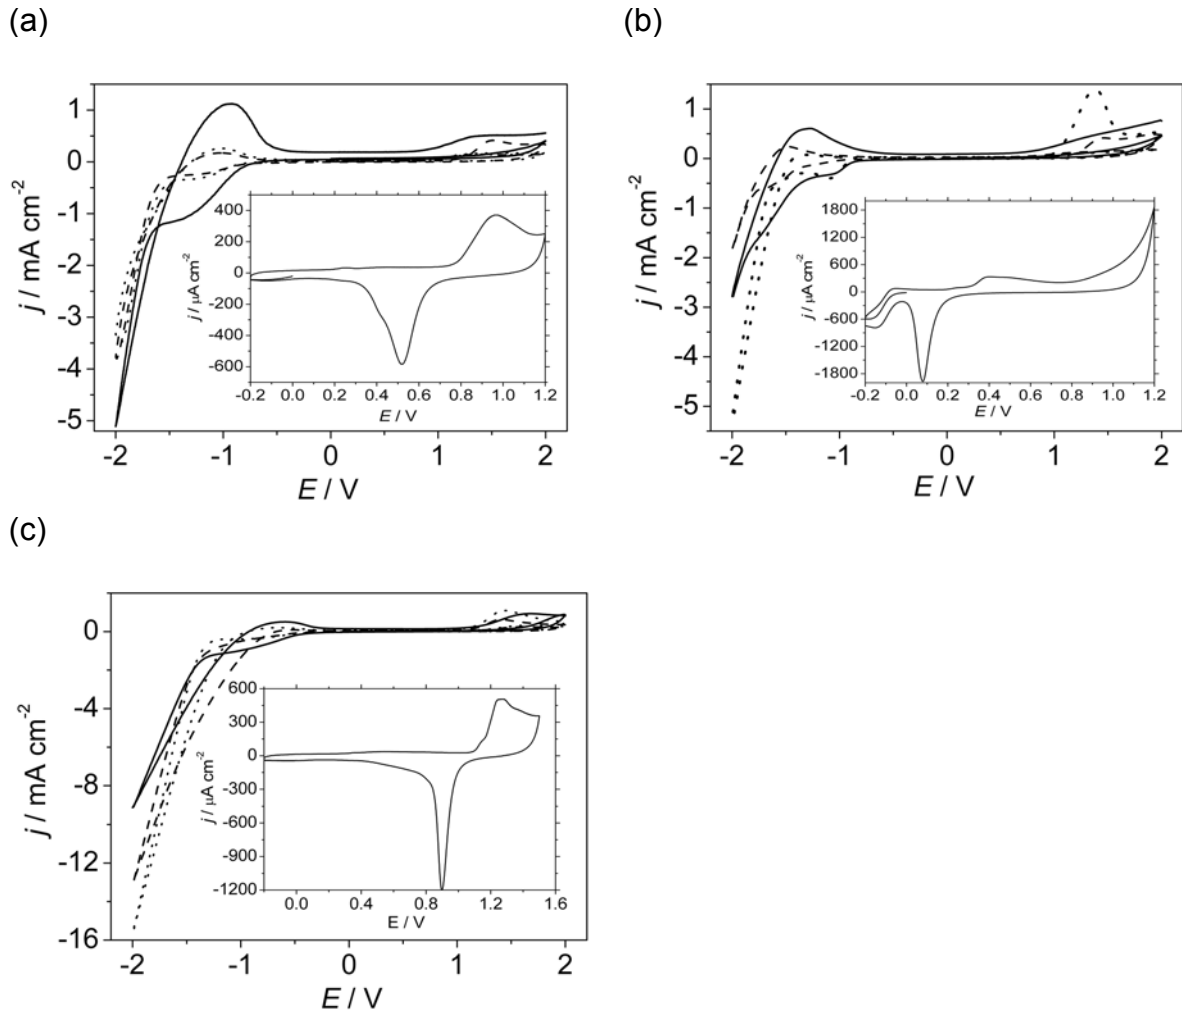 (a)
(b)
1
0
-1
-2
-3
-4
-5
j / mA cm-2
400
200
0
-200
-400
-600
j / μA cm-2
-0.2 0.0 0.2 0.4 0.6 0.8 1.0 1.2
E / V
-2 -1 0 1 2
E / V
1
0
-1
-2
-3
-4
-5
j / mA cm-2
1800
1200
600
0
-600
-1200
-1800
j / μA cm-2
-0.2 0.0 0.2 0.4 0.6 0.8 1.0 1.2
E / V
-2 -1 0 1 2
E / V
(c)
0
-4
-8
-12
-16
j / mA cm-2
600
300
0
-300
-600
-900
-1200
j / μA cm-2
0.0 0.4 0.8 1.2 1.6
E / V
-2 -1 0 1 2
E / V